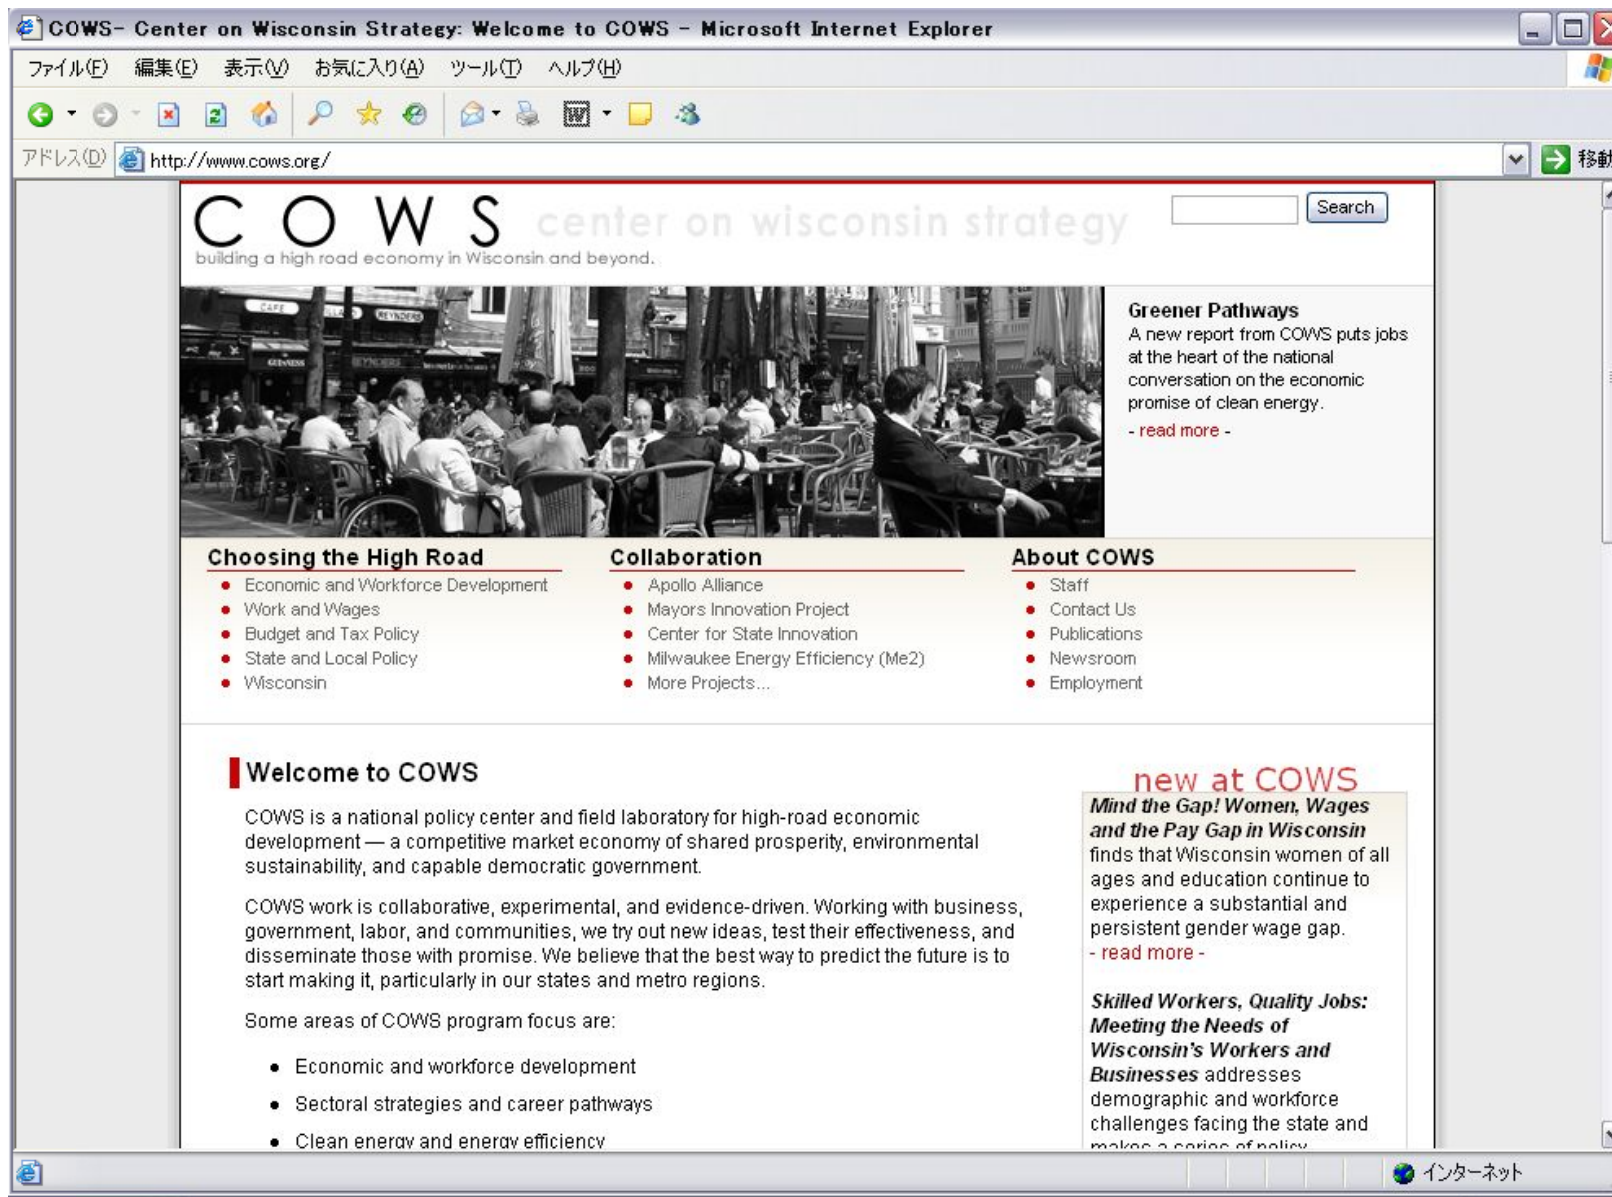 COWS- Center on Wisconsin Strategy: Welcome to COWS - Microsoft Internet Explorer
ファイル(F) 編集(E) 表示(V) お気に入り(A) ツール(T) ヘルプ(H)
アドレス(D) http://www.cows.org/ 移動
C O W S center on wisconsin strategy Search
building a high road economy in Wisconsin and beyond.
CAFE
REYNDERS
GUINNESS
REYNDERS
Greener Pathways
A new report from COWS puts jobs
at the heart of the national
conversation on the economic
promise of clean energy.
- read more -
Choosing the High Road
Economic and Workforce Development
Work and Wages
Budget and Tax Policy
State and Local Policy
Wisconsin
Collaboration
Apollo Alliance
Mayors Innovation Project
Center for State Innovation
Milwaukee Energy Efficiency (Me2)
More Projects...
About COWS
Staff
Contact Us
Publications
Newsroom
Employment
Welcome to COWS
COWS is a national policy center and field laboratory for high-road economic
development — a competitive market economy of shared prosperity, environmental
sustainability, and capable democratic government.
COWS work is collaborative, experimental, and evidence-driven. Working with business,
government, labor, and communities, we try out new ideas, test their effectiveness, and
disseminate those with promise. We believe that the best way to predict the future is to
start making it, particularly in our states and metro regions.
Some areas of COWS program focus are:
Economic and workforce development
Sectoral strategies and career pathways
Clean energy and energy efficiency
new at COWS
Mind the Gap! Women, Wages
and the Pay Gap in Wisconsin
finds that Wisconsin women of all
ages and education continue to
experience a substantial and
persistent gender wage gap.
- read more -
Skilled Workers, Quality Jobs:
Meeting the Needs of
Wisconsin's Workers and
Businesses addresses
demographic and workforce
challenges facing the state and
makes a series of policy
インターネット